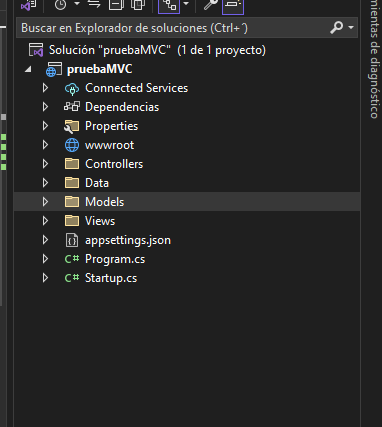 Buscar en Explorador de soluciones (Ctrl+´)
Solución "pruebaMVC" (1 de 1 proyecto)
pruebaMVC
Connected Services
Dependencias
Properties
wwwroot
Controllers
Data
Models
Views
appsettings.json
C# Program.cs
C# Startup.cs
mientas de diagnóstico